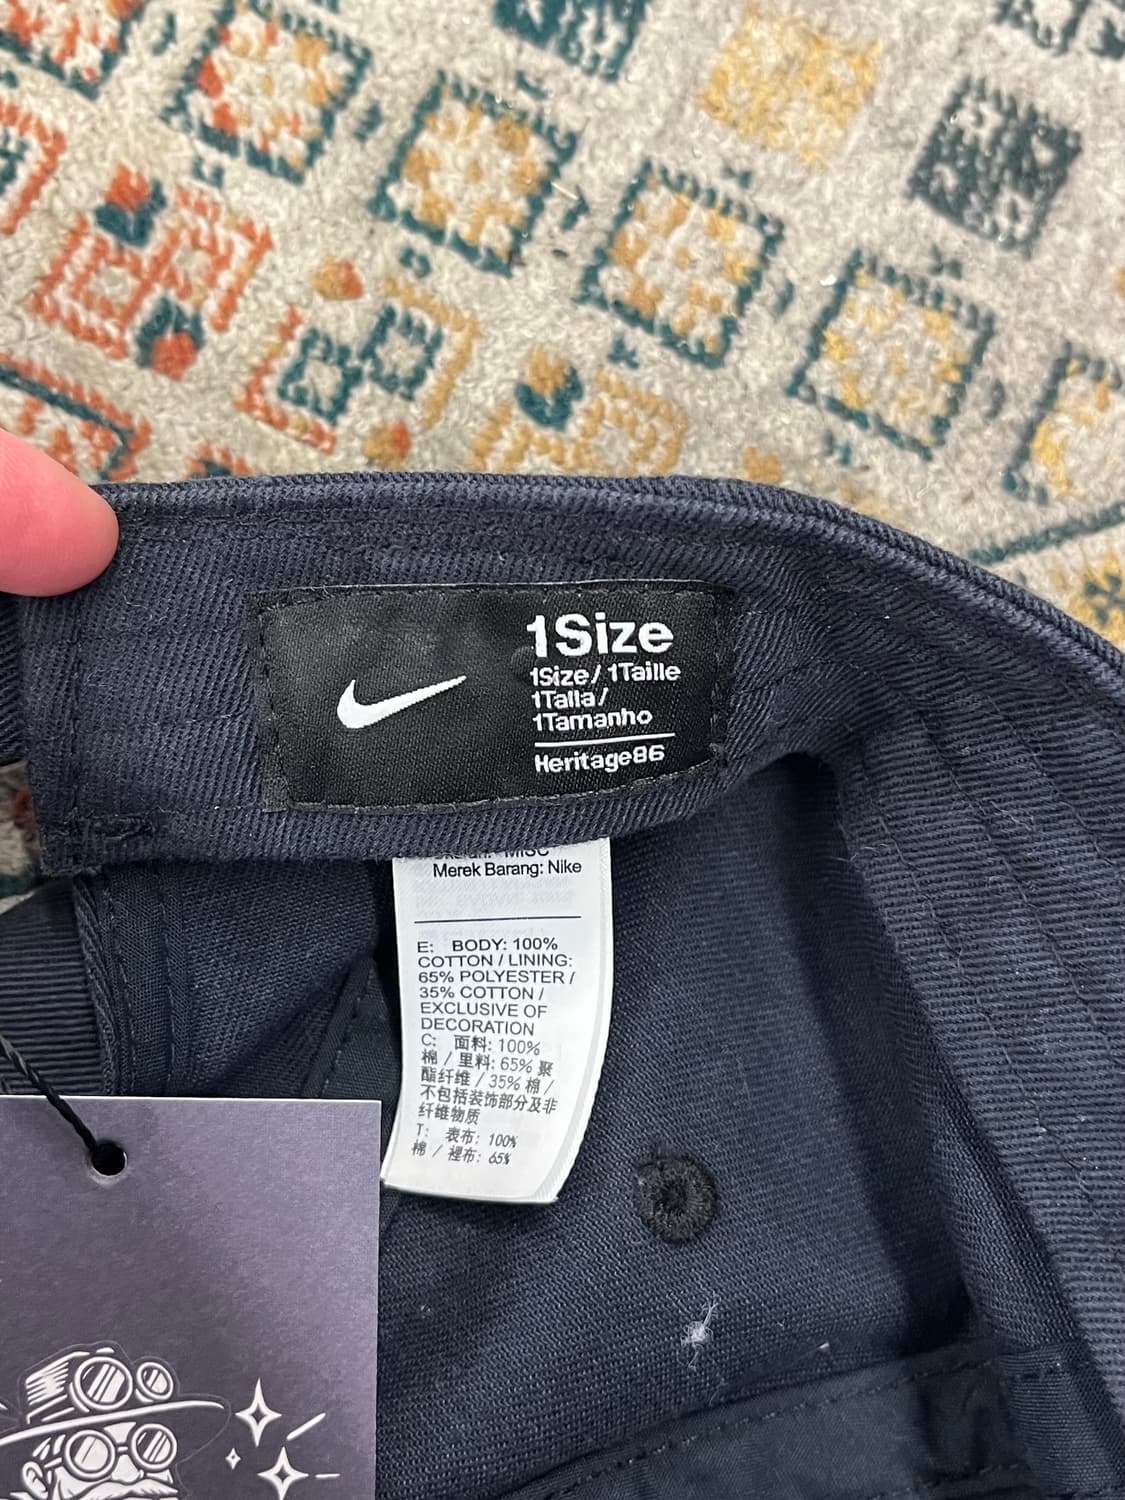 1Size
1Size/ 1Taille
1Talla/
1Tamanho
Heritage86
MISC
Merek Barang: Nike
E: BODY: 100%
COTTON / LINING:
65% POLYESTER /
35% COTTON /
EXCLUSIVE OF
DECORATION
C: 面料: 100%
棉 / 里料: 65% 聚
酯纤维 / 35% 棉 /
不包括装饰部分及非
纤维物质
T: 表布: 100%
棉 / 裡布: 65%